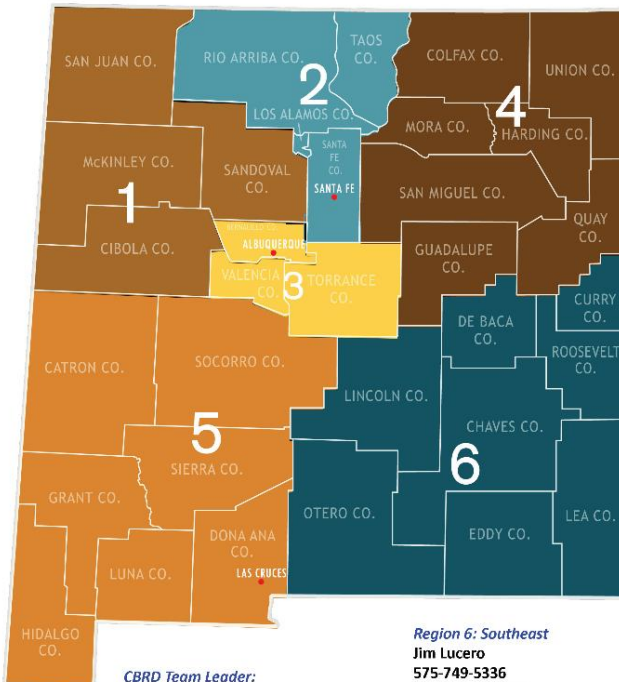 SAN JUAN CO.
RIO ARRIBA CO.
TAOS
CO.
COLFAX CO.
UNION CO.
2
LOS ALAMOS CO.
MORA CO.
4
HARDING CO.
McKINLEY CO.
SANDOVAL
CO.
SANTA
FE
CO.
SANTA FE
SAN MIGUEL CO.
1
QUAY
CO.
CIBOLA CO.
BERNALILLO CO.
ALBUQUERQUE
GUADALUPE
CO.
VALENCIA
CO.
3
TORRANCE
CO.
CURRY
CO.
DE BACA
CO.
ROOSEVELT
CO.
CATRON CO.
SOCORRO CO.
LINCOLN CO.
CHAVES CO.
5
6
SIERRA CO.
GRANT CO.
OTERO CO.
LEA CO.
DONA ANA
CO.
EDDY CO.
LUNA CO.
LAS CRUCES
HIDALGO
CO.
Region 6: Southeast
Jim Lucero
575-749-5336
CBRD Team Leader: